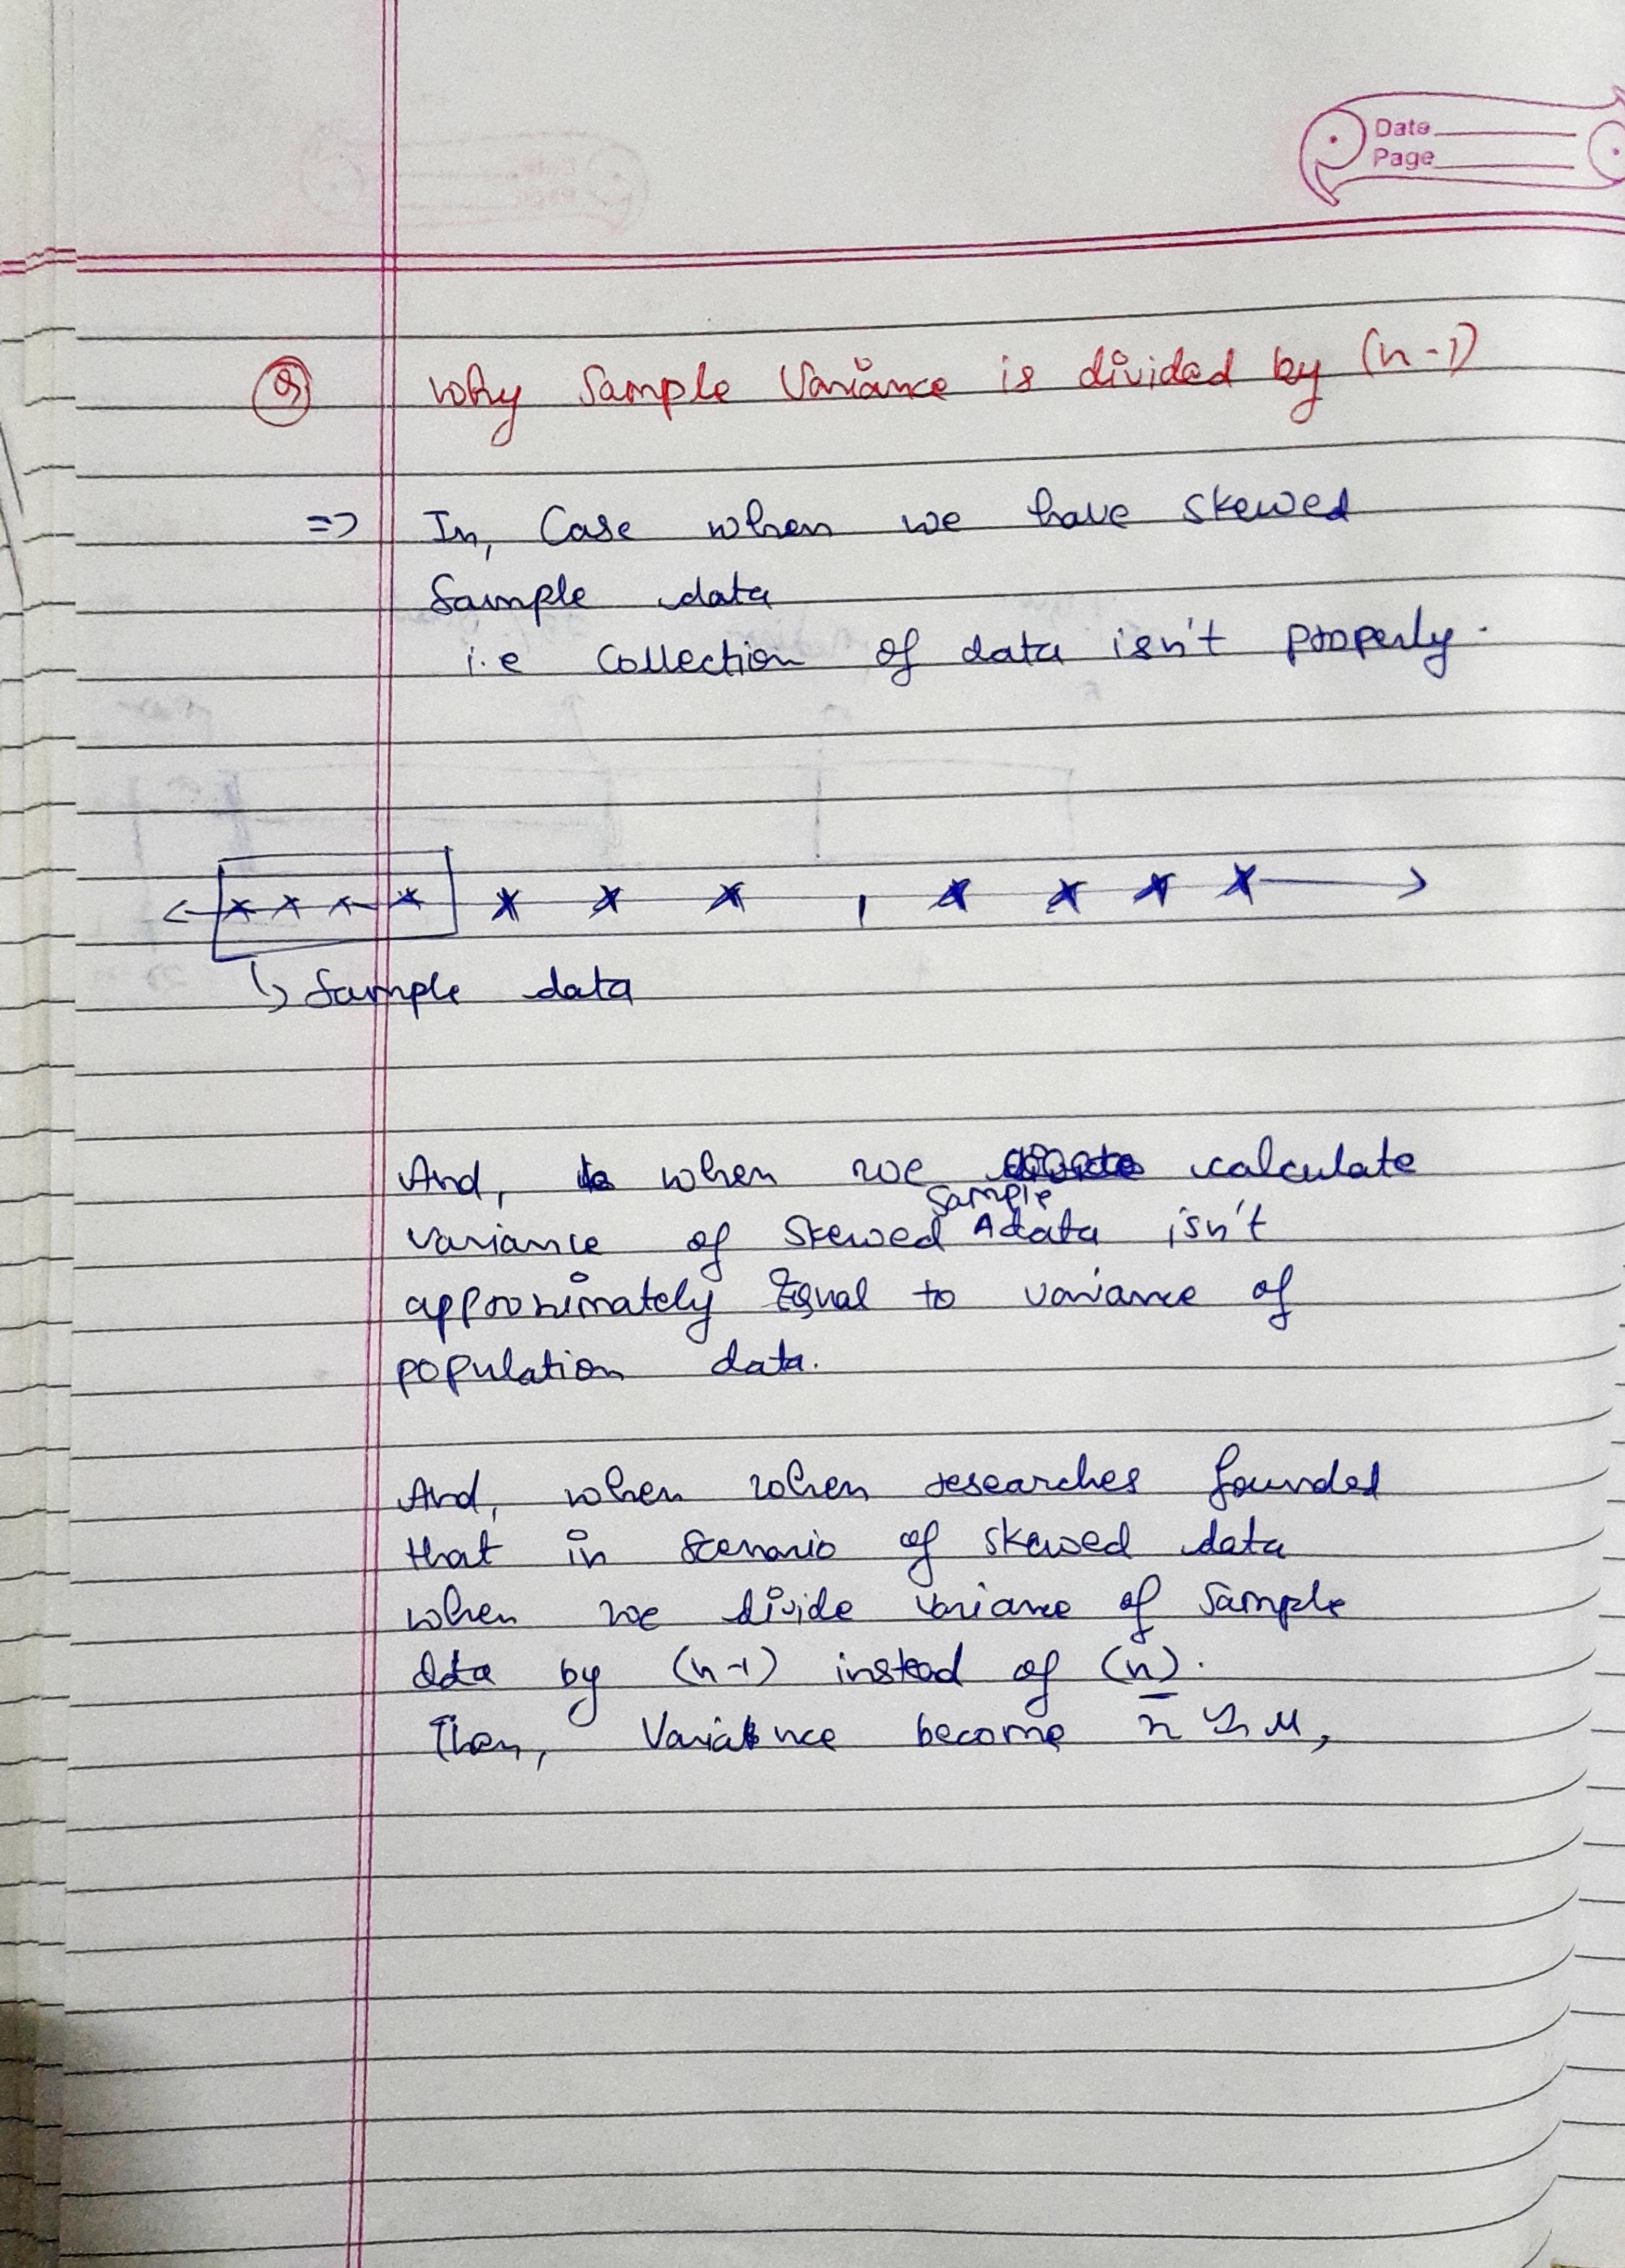 Date
Page
Q Why Sample Variance is divided by (n-1)
=> In, Case when we have skewed
Sample data
i.e Collection of data isn't properly.
Sample data
And, when we calculate
sample
variance of Skewed data isn't
approximately Equal to variance of
population data.
And, when when researches founded
that in scenario of skewed data
when we divide variance of sample
data by (n-1) instead of (n).
Then, Variance become x̄ ≈ μ,